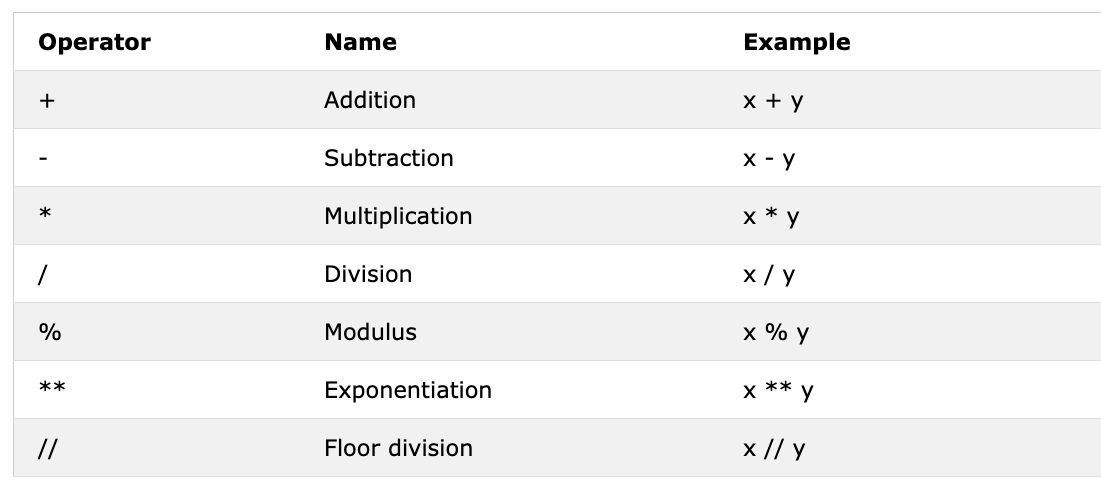 Operator Name Example
+ Addition x + y
- Subtraction x - y
* Multiplication x * y
/ Division x / y
% Modulus x % y
** Exponentiation x ** y
// Floor division x // y